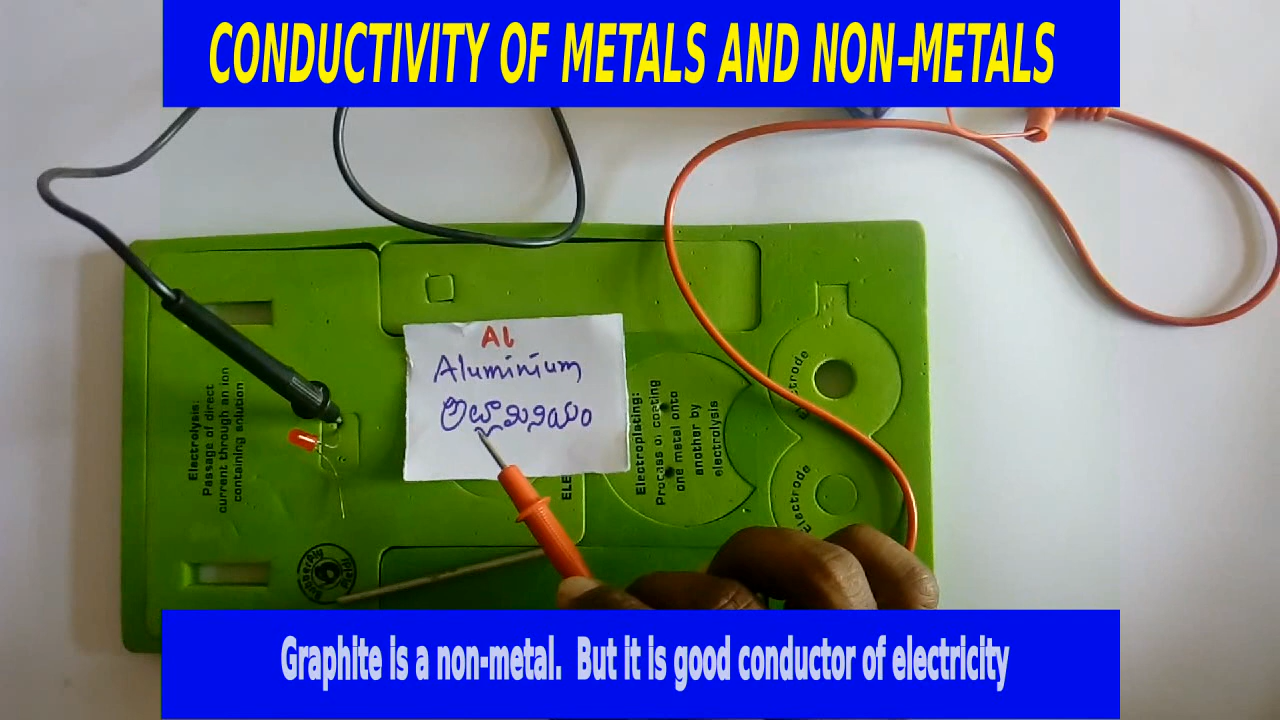 CONDUCTIVITY OF METALS AND NON-METALS
Al
Aluminium
అల్యూమినియం
Electrolysis:
Passage of direct
current through an ion
containing solution
Electroplating:
Process of coating
one metal onto
another by
electrolysis
ELE
Electrode
Electrode
Graphite is a non-metal. But it is good conductor of electricity